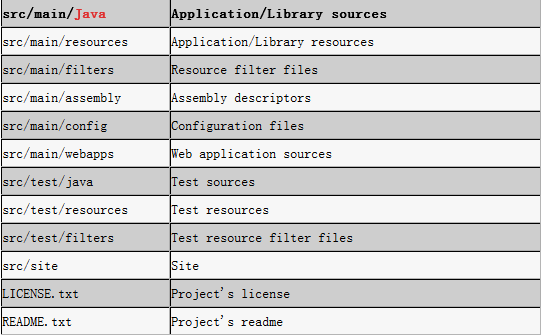 src/main/Java Application/Library sources
src/main/resources Application/Library resources
src/main/filters Resource filter files
src/main/assembly Assembly descriptors
src/main/config Configuration files
src/main/webapps Web application sources
src/test/java Test sources
src/test/resources Test resources
src/test/filters Test resource filter files
src/site Site
LICENSE.txt Project's license
README.txt Project's readme